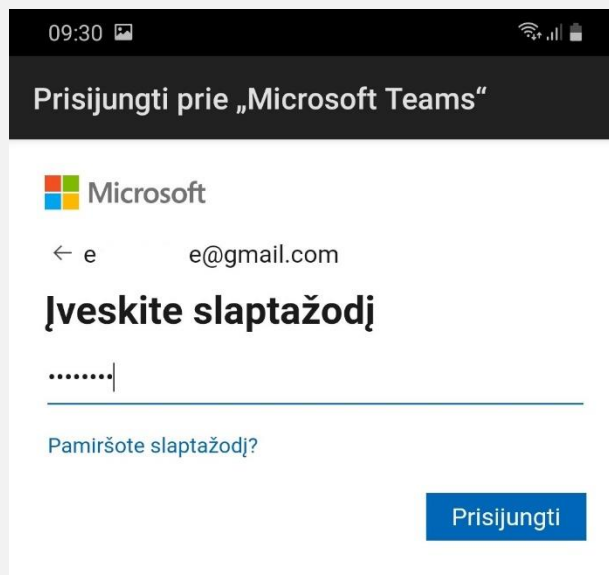 09:30
Prisijungti prie „Microsoft Teams“
Microsoft
← e e@gmail.com
Įveskite slaptažodį
••••••••
Pamiršote slaptažodį?
Prisijungti